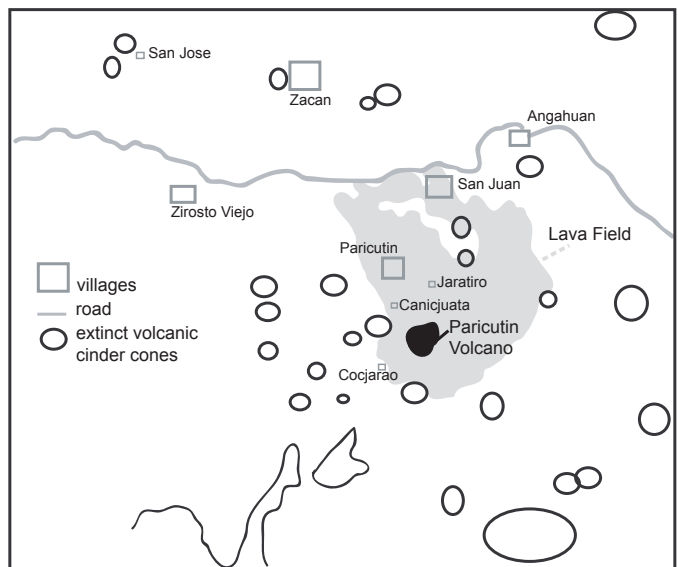 San Jose
Zacan
Angahuan
San Juan
Zirosto Viejo
Lava Field
Paricutin
villages
Jaratiro
road
Canicjuata
extinct volcanic
cinder cones
Paricutin
Volcano
Cocjarao